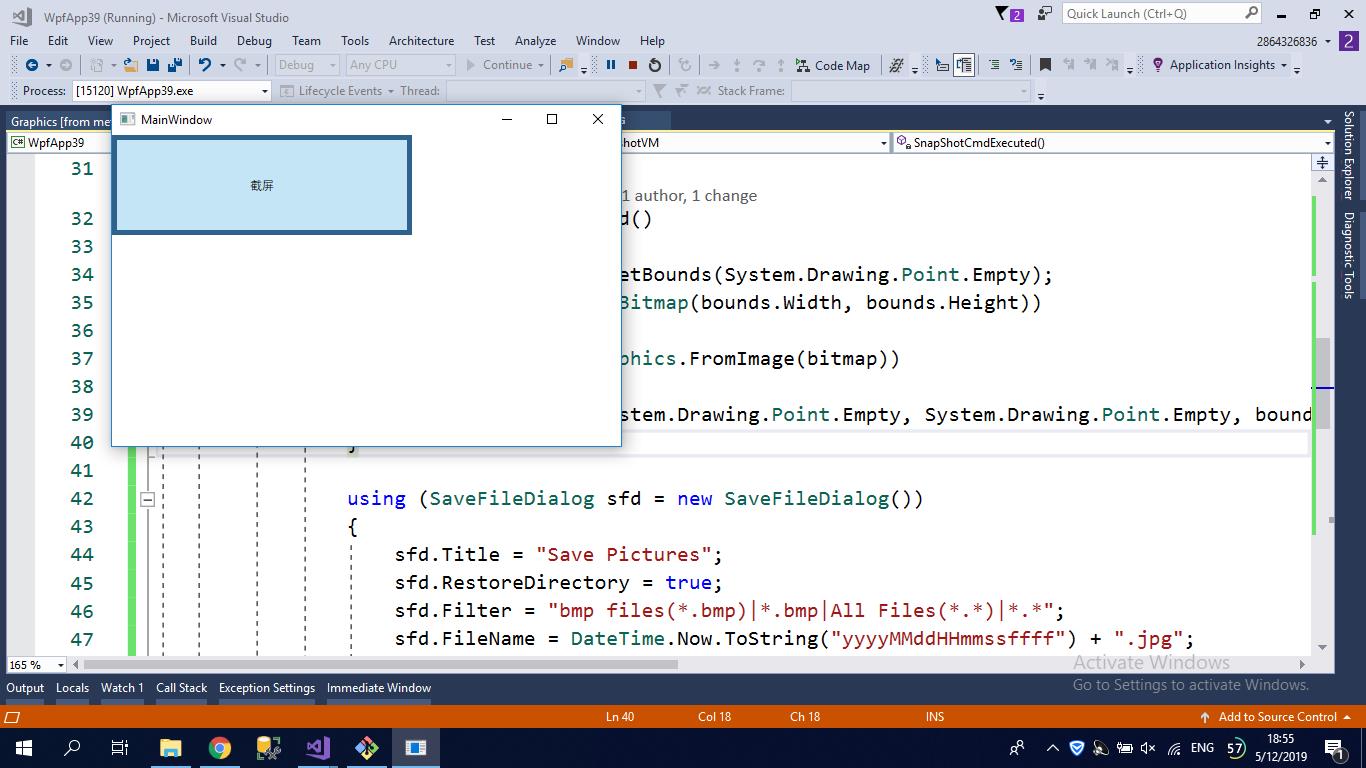 WpfApp39 (Running) - Microsoft Visual Studio
2
Quick Launch (Ctrl+Q)
File Edit View Project Build Debug Team Tools Architecture Test Analyze Window Help
2864326836
2
Debug Any CPU Continue Code Map Application Insights
Process: [15120] WpfApp39.exe Lifecycle Events Thread: Stack Frame:
Graphics [from me
MainWindow
C# WpfApp39
hotVM
SnapShotCmdExecuted()
截屏
31
1 author, 1 change
32 d()
33
34 etBounds(System.Drawing.Point.Empty);
35 Bitmap(bounds.Width, bounds.Height))
36
37 phics.FromImage(bitmap))
38
39 stem.Drawing.Point.Empty, System.Drawing.Point.Empty, bound
40 }
41
42 using (SaveFileDialog sfd = new SaveFileDialog())
43 {
44 sfd.Title = "Save Pictures";
45 sfd.RestoreDirectory = true;
46 sfd.Filter = "bmp files(*.bmp)|*.bmp|All Files(*.*)|*.*";
47 sfd.FileName = DateTime.Now.ToString("yyyyMMddHHmmssffff") + ".jpg";
Solution Explorer
Diagnostic Tools
165 %
Activate Windows
Go to Settings to activate Windows.
Output Locals Watch 1 Call Stack Exception Settings Immediate Window
Ln 40 Col 18 Ch 18 INS Add to Source Control
ENG 57
18:55
5/12/2019
1